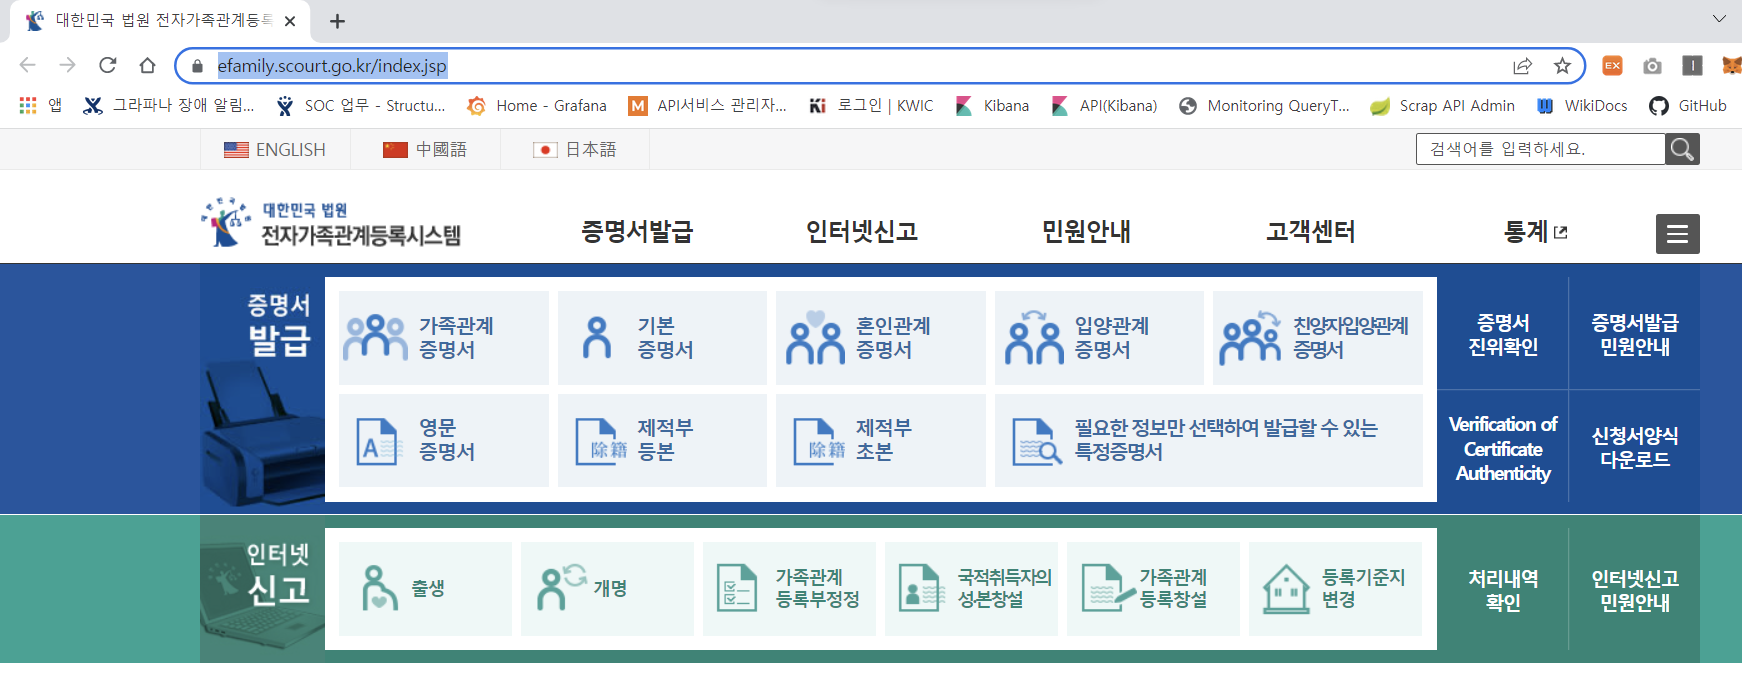 대한민국 법원 전자가족관계등록
efamily.scourt.go.kr/index.jsp
EX
앱
그라파나 장애 알림...
SOC 업무 - Structu...
Home - Grafana
M
API서비스 관리자...
Ki
로그인 | KWIC
Kibana
API(Kibana)
Monitoring QueryT...
Scrap API Admin
WikiDocs
GitHub
ENGLISH
中國語
日本語
검색어를 입력하세요.
대한민국 법원
전자가족관계등록시스템
증명서발급
인터넷신고
민원안내
고객센터
통계
증명서
발급
가족관계
증명서
기본
증명서
혼인관계
증명서
입양관계
증명서
친양자입양관계
증명서
증명서
진위확인
증명서발급
민원안내
A
영문
증명서
除籍
제적부
등본
除籍
제적부
초본
필요한 정보만 선택하여 발급할 수 있는
특정증명서
Verification of
Certificate
Authenticity
신청서양식
다운로드
인터넷
신고
출생
개명
가족관계
등록부정정
국적취득자의
성·본창설
가족관계
등록창설
등록기준지
변경
처리내역
확인
인터넷신고
민원안내